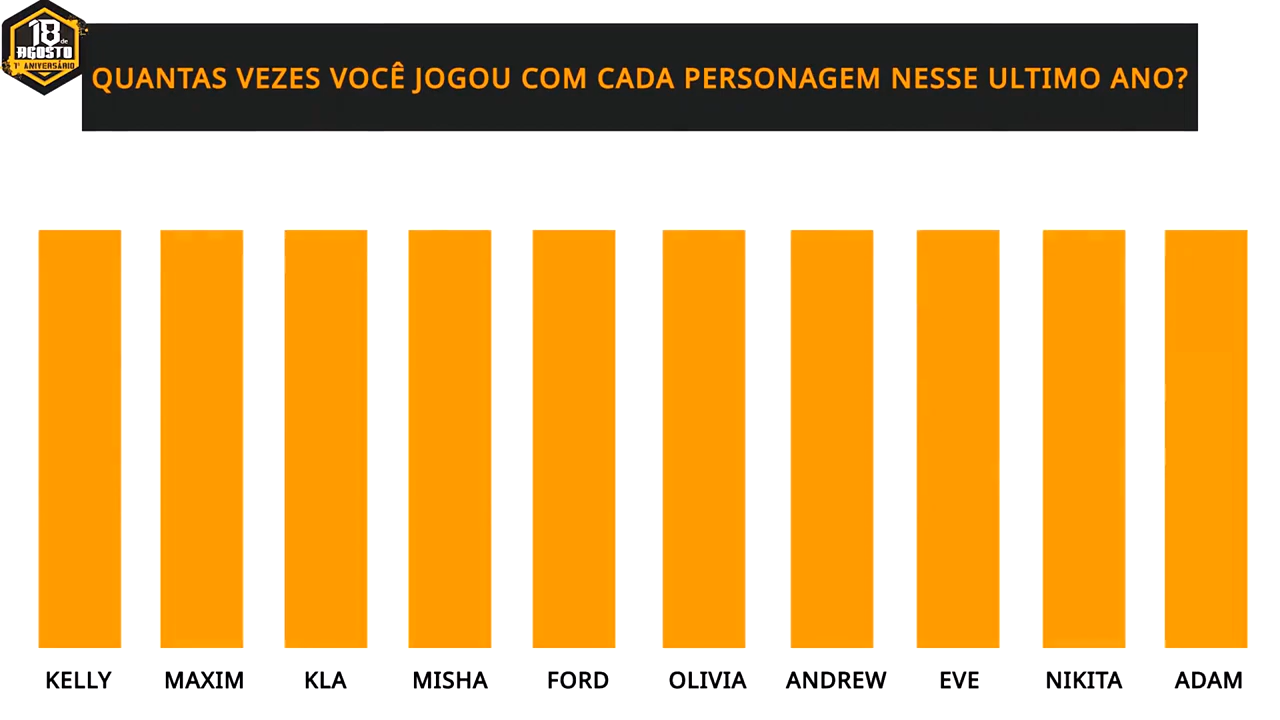 18 de
AGOSTO
1º ANIVERSÁRIO
QUANTAS VEZES VOCÊ JOGOU COM CADA PERSONAGEM NESSE ULTIMO ANO?
KELLY MAXIM KLA MISHA FORD OLIVIA ANDREW EVE NIKITA ADAM